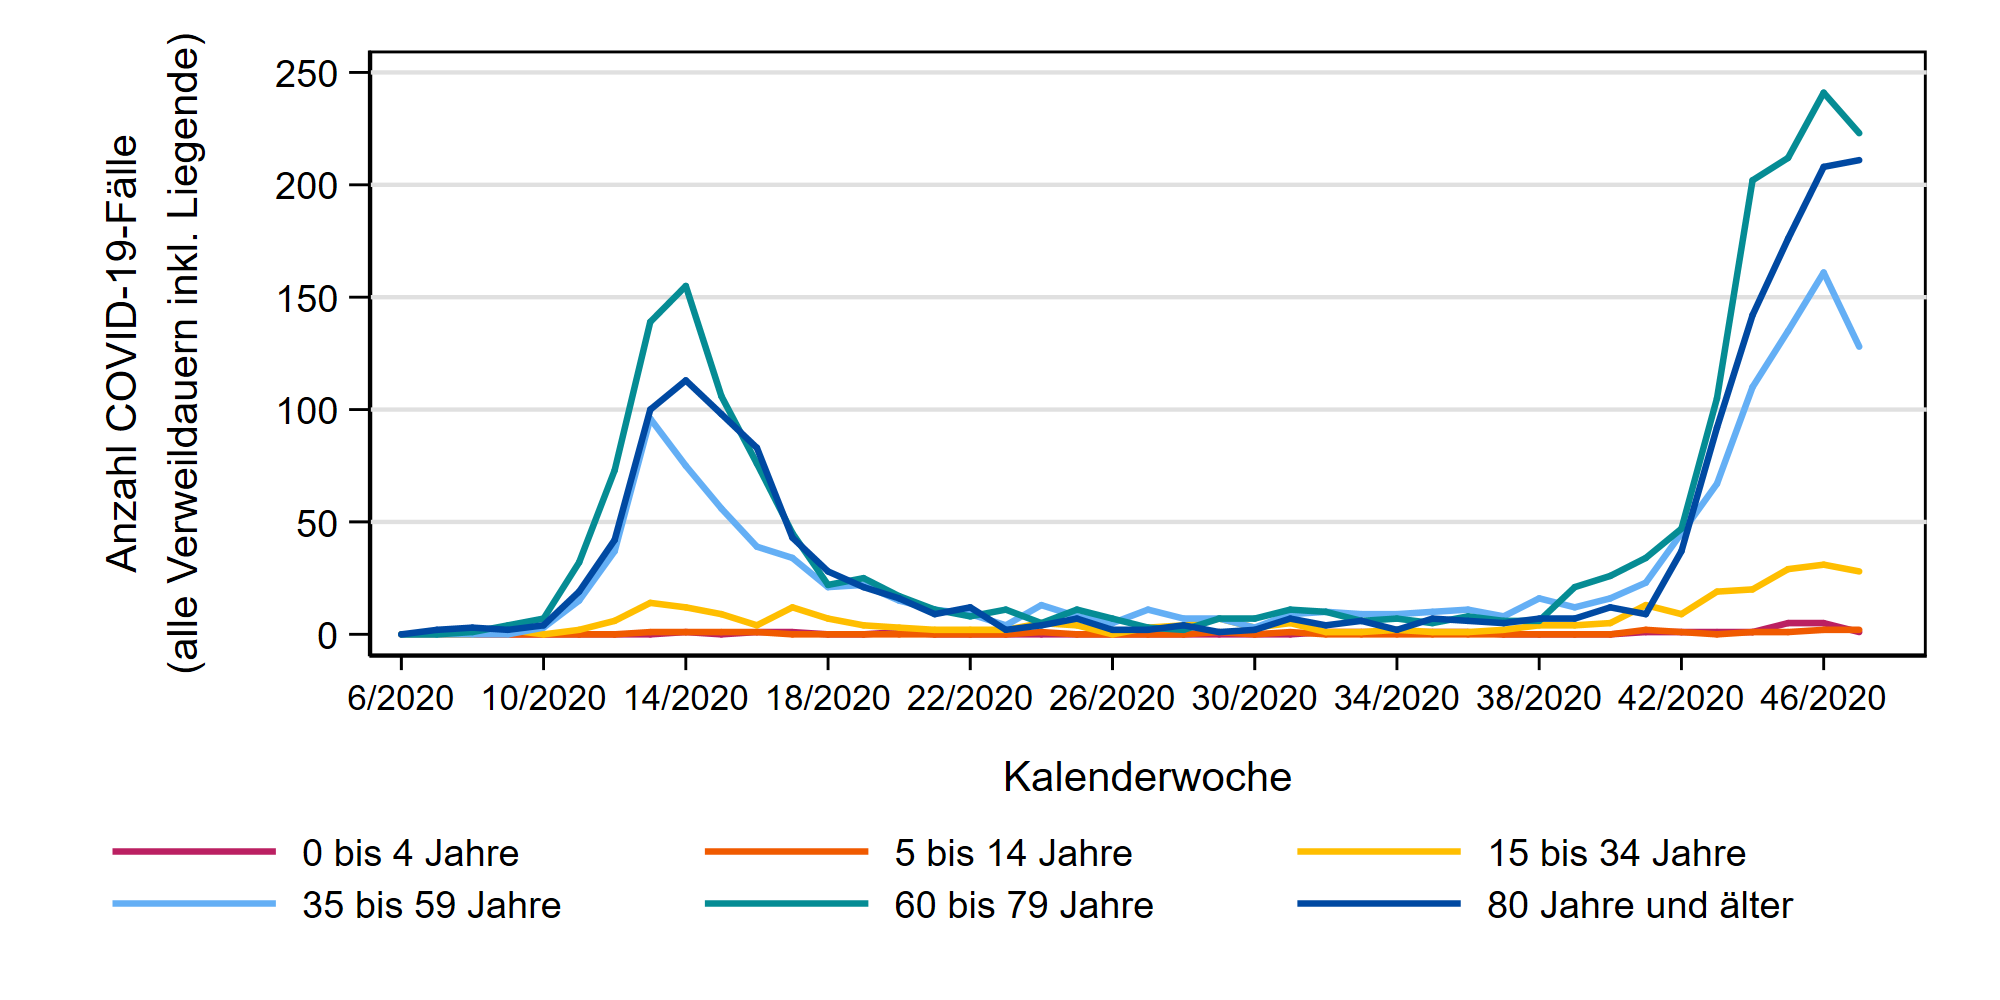 Anzahl COVID-19-Fälle
(alle Verweildauern inkl. Liegende)
250
200
150
100
50
0
6/2020 10/2020 14/2020 18/2020 22/2020 26/2020 30/2020 34/2020 38/2020 42/2020 46/2020
Kalenderwoche
0 bis 4 Jahre 5 bis 14 Jahre 15 bis 34 Jahre
35 bis 59 Jahre 60 bis 79 Jahre 80 Jahre und älter